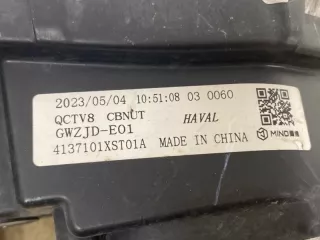 2023/05/04 10:51:08 03 0060
QCTV8 CBNUT HAVAL
GWZJD-E01
4137101XST01A MADE IN CHINA
MIND